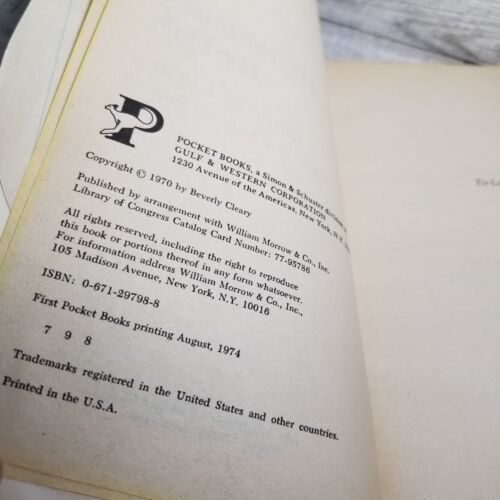 P
POCKET BOOKS, a Simon & Schuster division of
GULF & WESTERN CORPORATION
1230 Avenue of the Americas, New York, N.Y.
Copyright © 1970 by Beverly Cleary
Published by arrangement with William Morrow & Co., Inc.
Library of Congress Catalog Card Number: 77-95786
All rights reserved, including the right to reproduce
this book or portions thereof in any form whatsoever.
For information address William Morrow & Co., Inc.,
105 Madison Avenue, New York, N.Y. 10016
ISBN: 0-671-29798-8
First Pocket Books printing August, 1974
7 9 8
Trademarks registered in the United States and other countries.
Printed in the U.S.A.
To